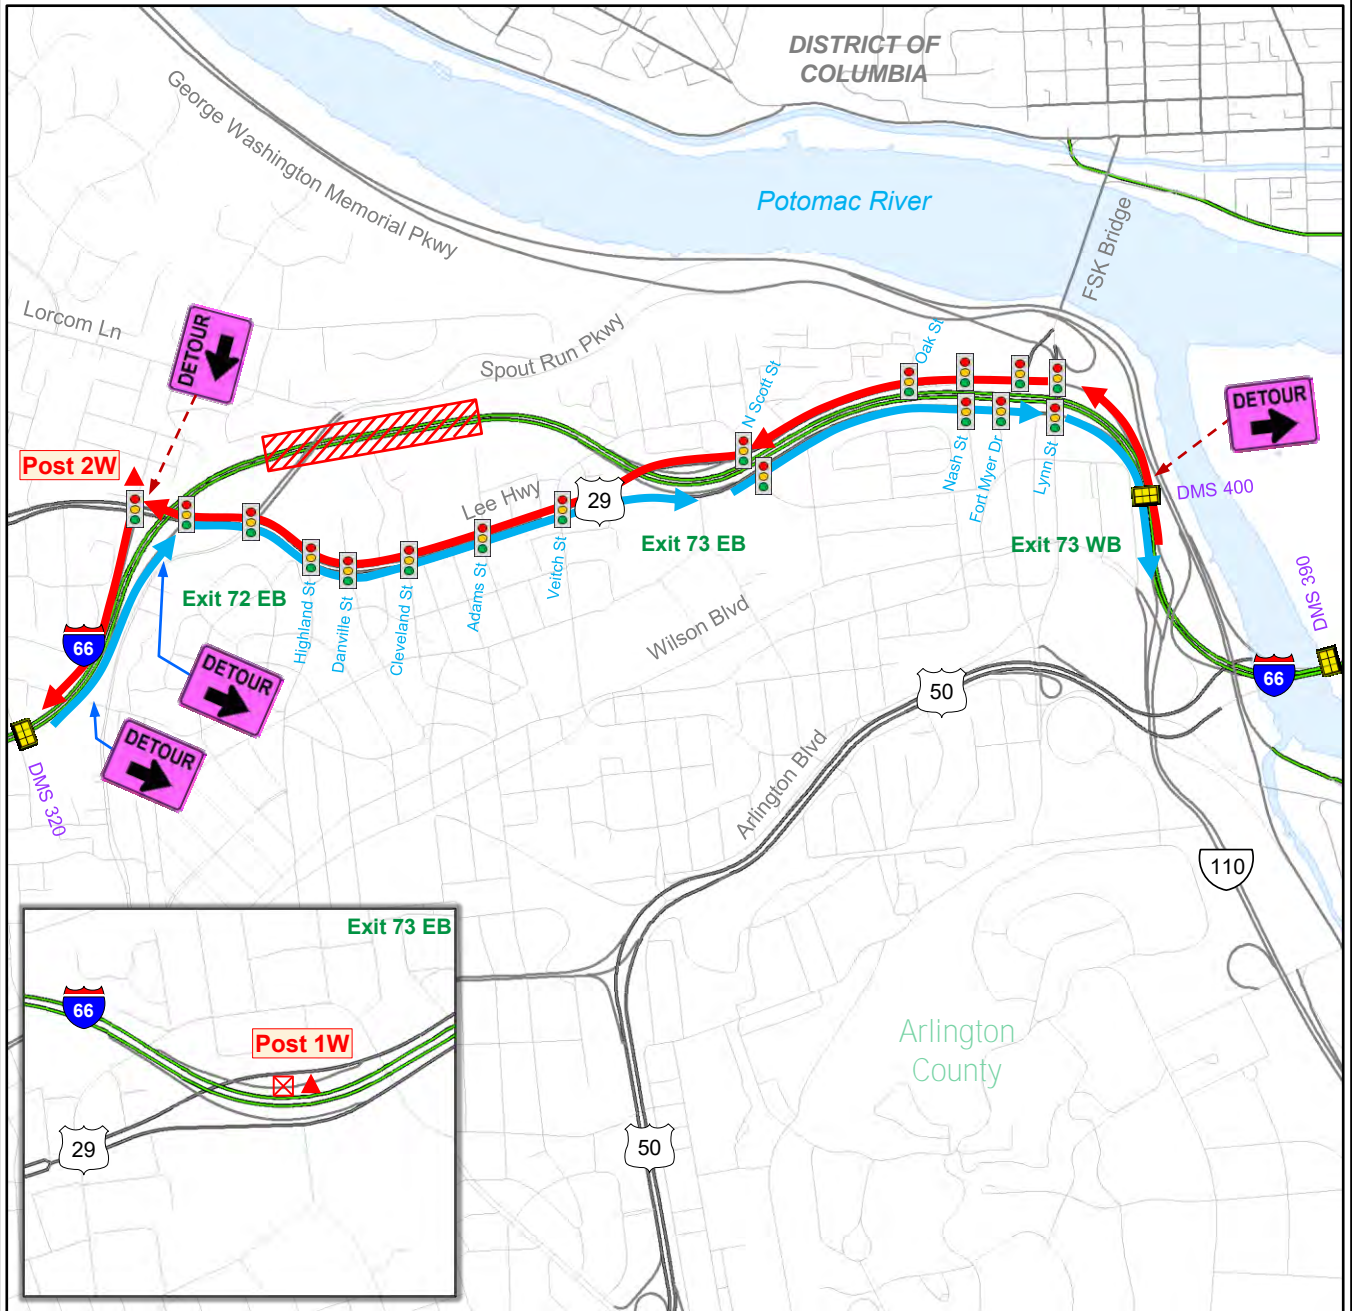 DISTRICT OF
COLUMBIA
George Washington Memorial Pkwy
Potomac River
FSK Bridge
Lorcom Ln
DETOUR
Spout Run Pkwy
Oak St
N Scott St
DETOUR
Post 2W
Lee Hwy
29
Nash St
Fort Myer Dr
Lynn St
DMS 400
Exit 73 EB
Exit 73 WB
Veitch St
Adams St
Cleveland St
Danville St
Highland St
Exit 72 EB
Wilson Blvd
DMS 390
66
DETOUR
50
66
DETOUR
DMS 320
Arlington Blvd
110
Exit 73 EB
66
Post 1W
29
Arlington
County
50